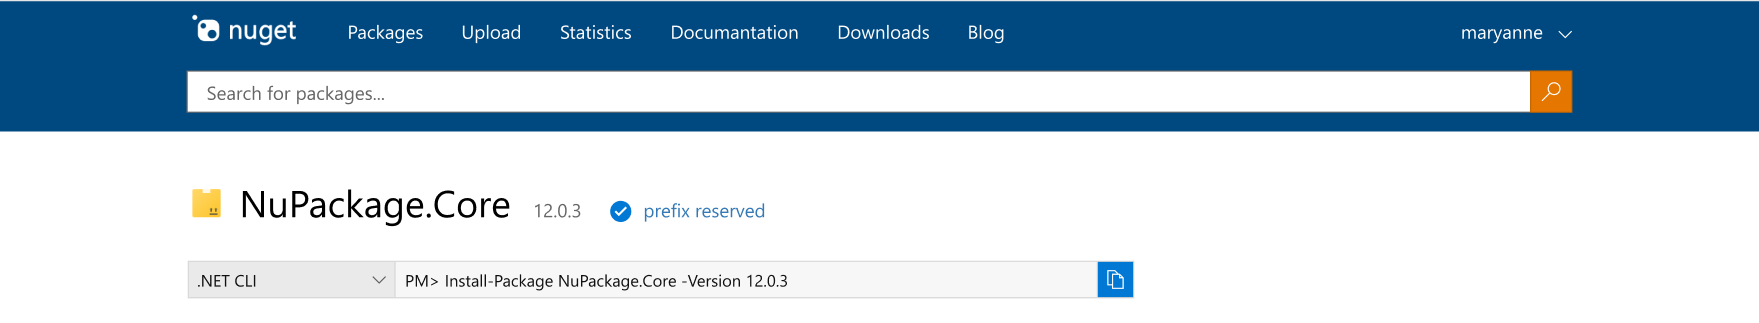 nuget Packages Upload Statistics Documentation Downloads Blog maryanne
Search for packages...
NuPackage.Core 12.0.3 prefix reserved
.NET CLI PM> Install-Package NuPackage.Core -Version 12.0.3